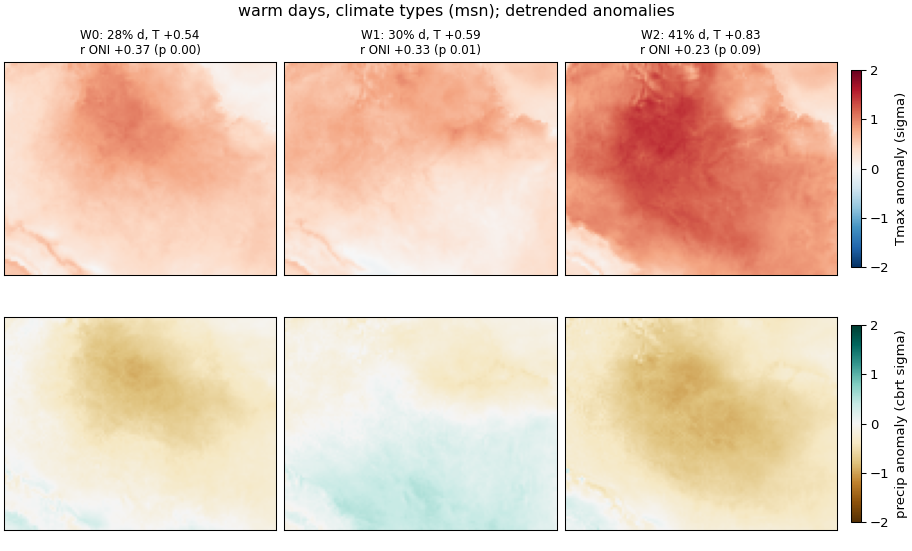 warm days, climate types (msn); detrended anomalies
W0: 28% d, T +0.54
r ONI +0.37 (p 0.00)
W1: 30% d, T +0.59
r ONI +0.33 (p 0.01)
W2: 41% d, T +0.83
r ONI +0.23 (p 0.09)
2
1
0
−1
−2
Tmax anomaly (sigma)
2
1
0
−1
−2
precip anomaly (cbrt sigma)